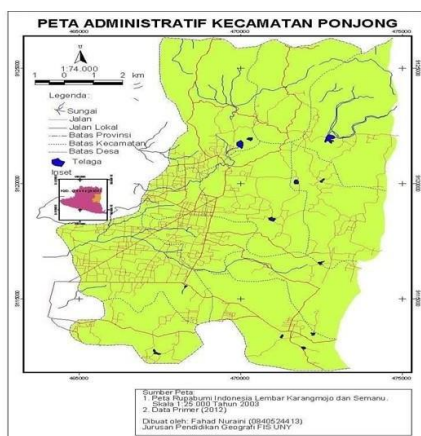 PETA ADMINISTRATIF KECAMATAN PONJONG
465000 470000 475000
1:74.000
1 0 1 2 km
Legenda :
Sungai
Jalan
Jalan Lokal
Batas Provinsi
Batas Kecamatan
Batas Desa
Telaga
Inset
465000 470000 475000
Sumber Peta:
1. Peta Rupabumi Indonesia Lembar Karangmojo dan Semanu.
Skala 1:25.000 Tahun 2003
2. Data Primer (2012)
Dibuat oleh: Fahad Nuraini (0840524413)
Jurusan Pendidikan Geografi FIS UNY